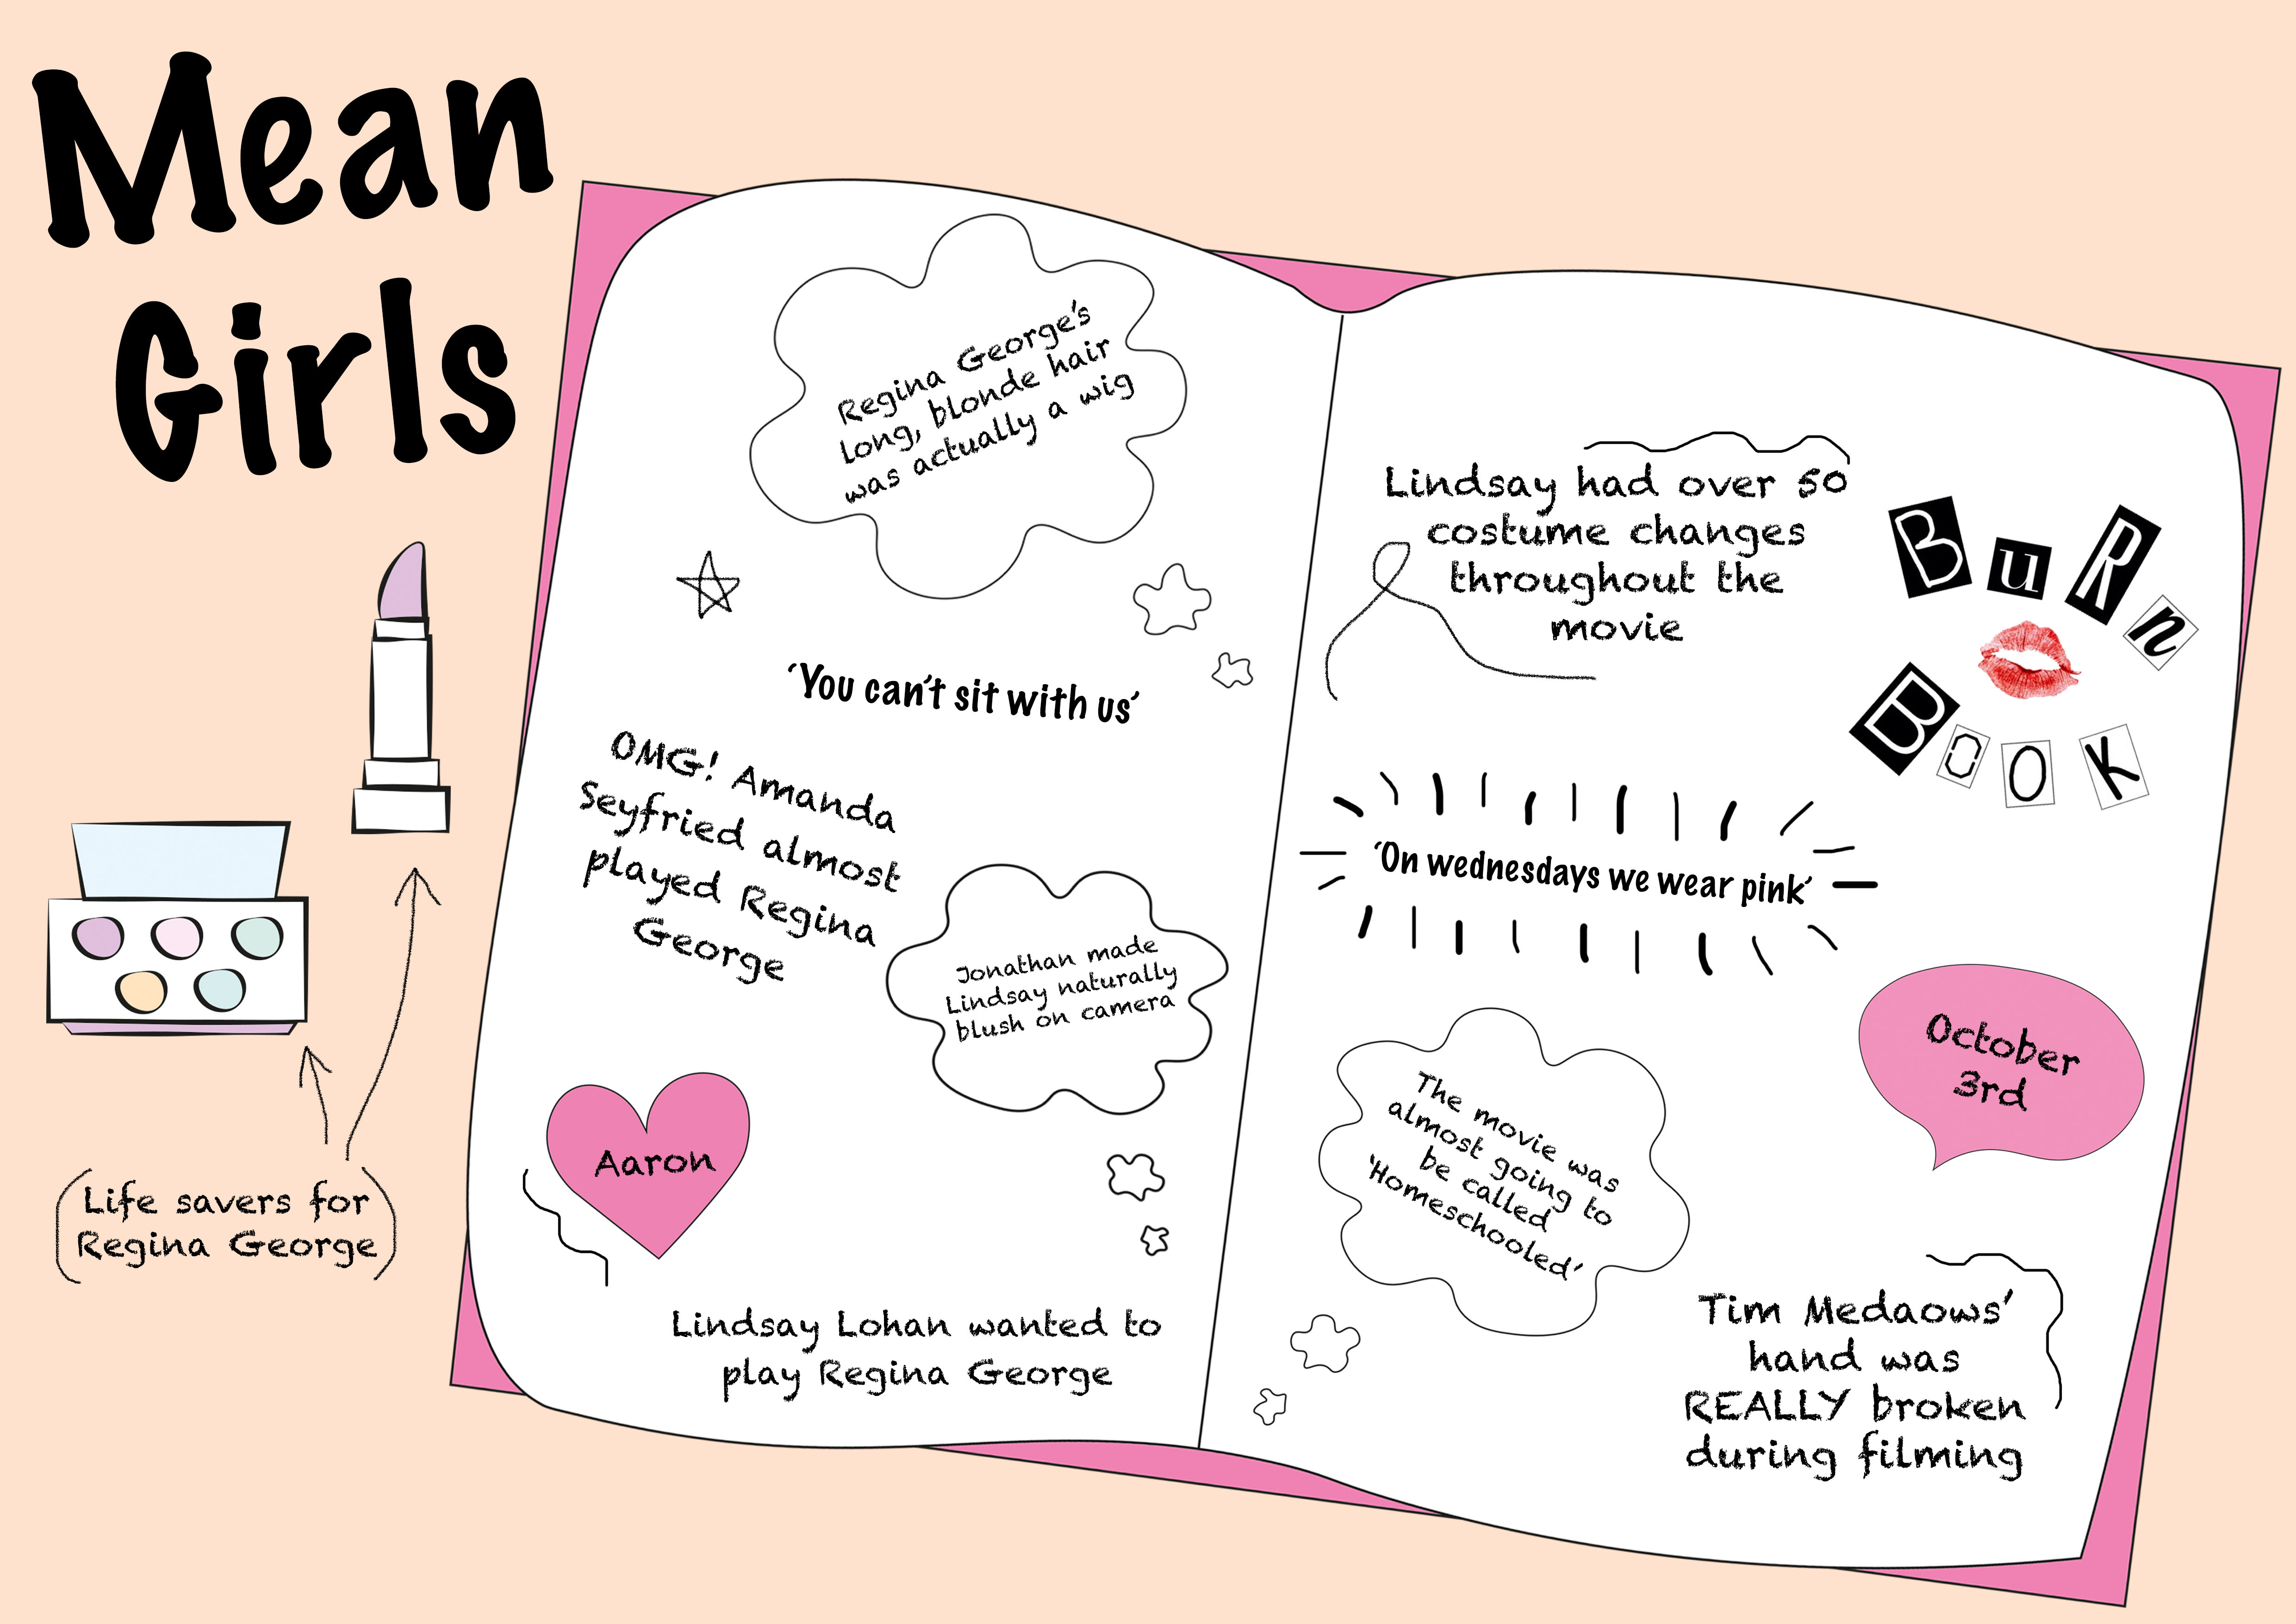 Mean
Girls
Regina George's
long, blonde hair
was actually a wig
'You can't sit with us'
OMG! Amanda
Seyfried almost
played Regina
George
Jonathan made
Lindsay naturally
blush on camera
Aaron
Lindsay Lohan wanted to
play Regina George
Life savers for
Regina George
Lindsay had over 50
costume changes
throughout the
movie
BuRn
BOOK
'On wednesdays we wear pink'
October
3rd
The movie was
almost going to
be called
'Homeschooled'
Tim Medaows'
hand was
REALLY broken
during filming